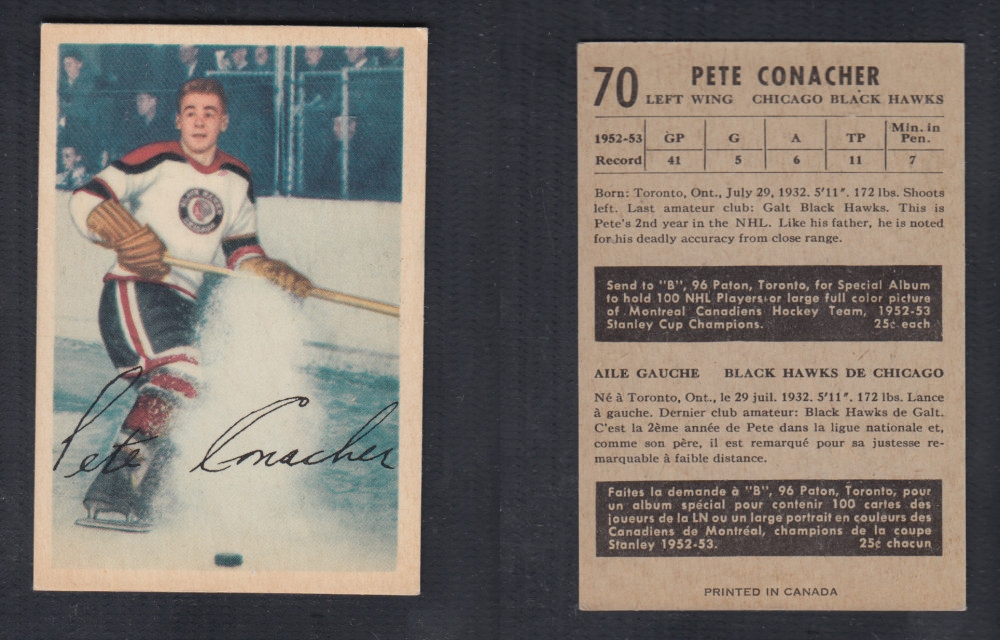 Pete Conacher
BLACK HAWKS
CHICAGO
70 PETE CONACHER
LEFT WING CHICAGO BLACK HAWKS
1952-53 GP G A TP Min. in Pen.
Record 41 5 6 11 7
Born: Toronto, Ont., July 29, 1932. 5'11". 172 lbs. Shoots
left. Last amateur club: Galt Black Hawks. This is
Pete's 2nd year in the NHL. Like his father, he is noted
for his deadly accuracy from close range.
Send to "B", 96 Paton, Toronto, for Special Album
to hold 100 NHL Players or large full color picture
of Montreal Canadiens Hockey Team, 1952-53
Stanley Cup Champions. 25¢ each
AILE GAUCHE BLACK HAWKS DE CHICAGO
Né à Toronto, Ont., le 29 juil. 1932. 5'11". 172 lbs. Lance
à gauche. Dernier club amateur: Black Hawks de Galt.
C'est la 2ème année de Pete dans la ligue nationale et,
comme son père, il est remarqué pour sa justesse re-
marquable à faible distance.
Faites la demande à "B", 96 Paton, Toronto, pour
un album spécial pour contenir 100 cartes des
joueurs de la LN ou un large portrait en couleurs des
Canadiens de Montréal, champions de la coupe
Stanley 1952-53. 25¢ chacun
PRINTED IN CANADA